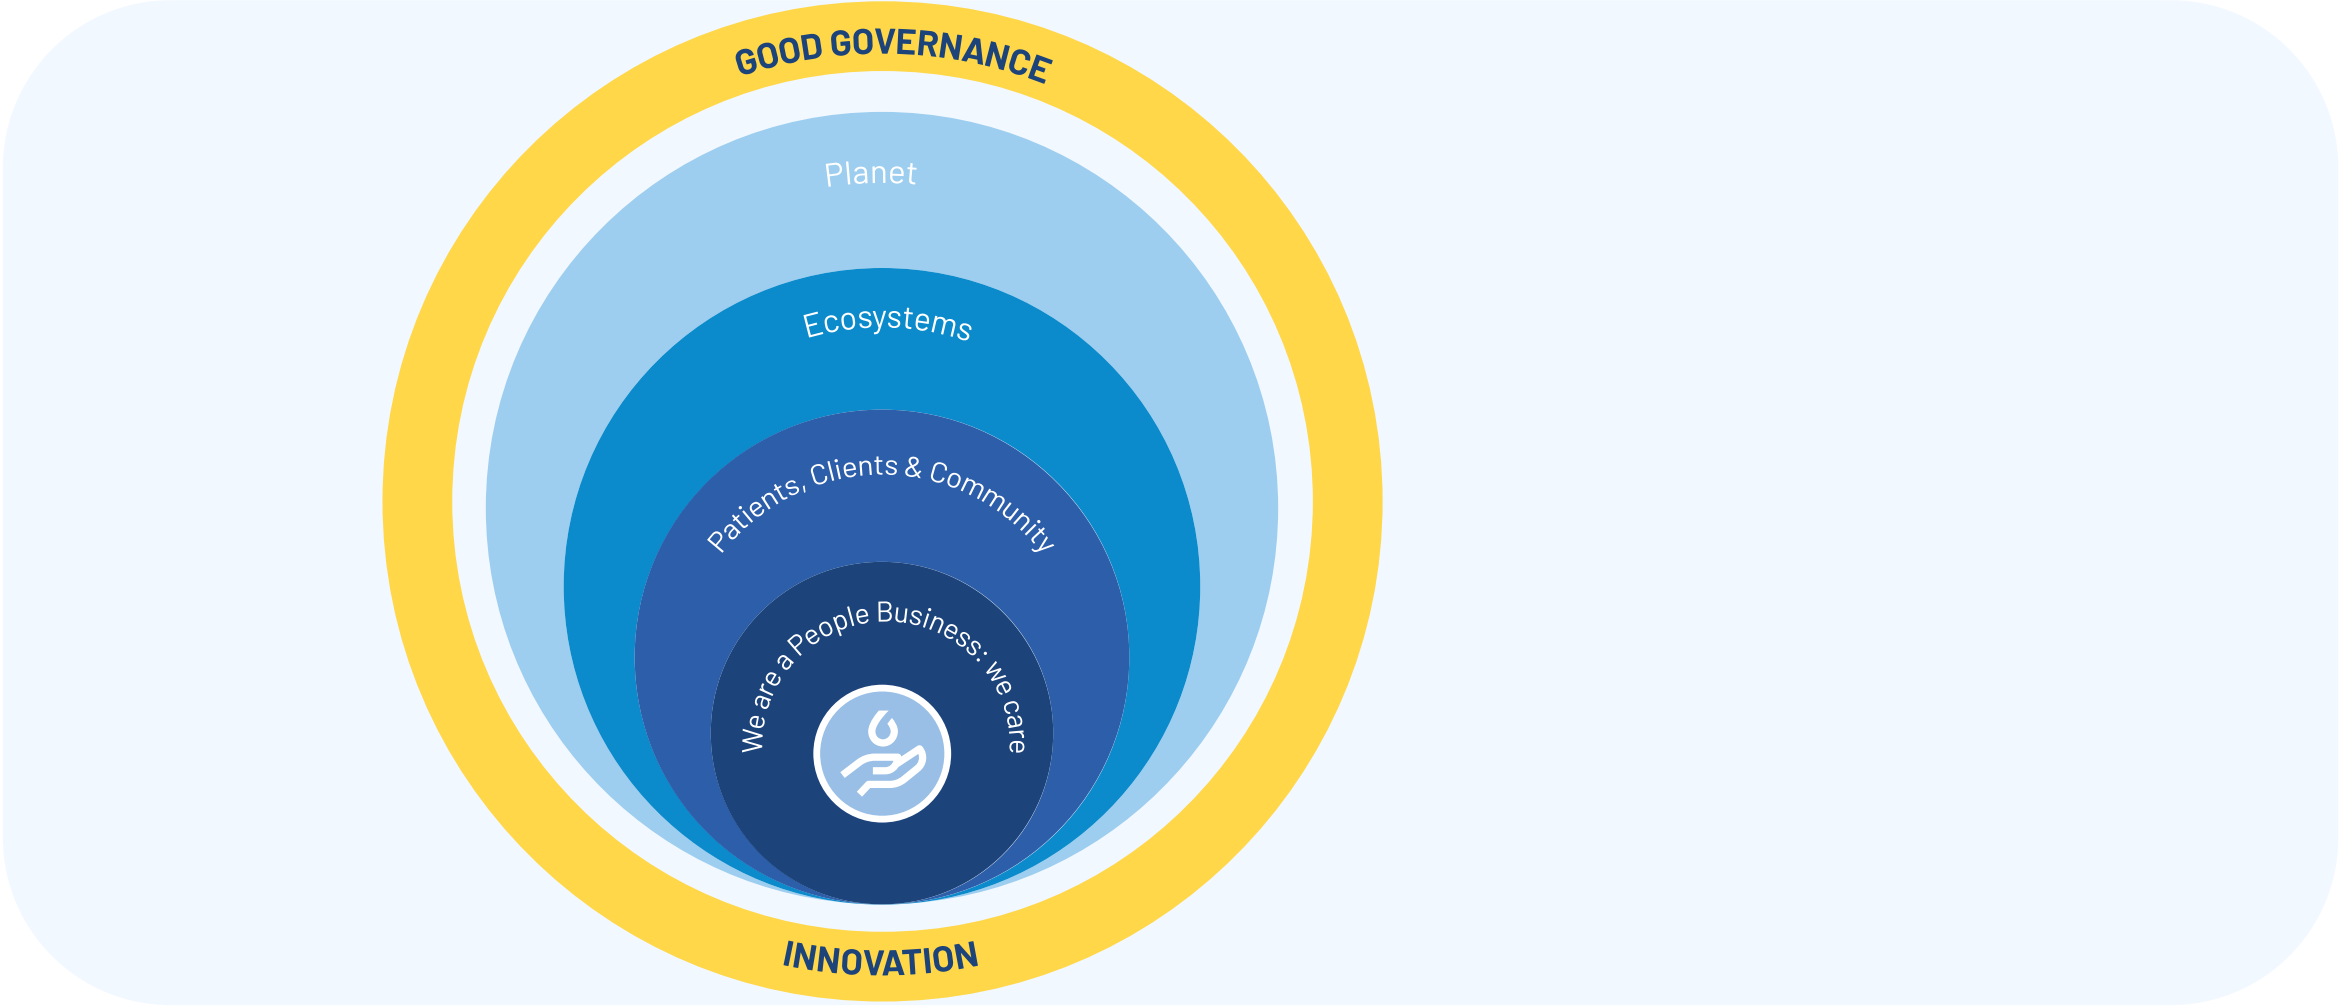 GOOD GOVERNANCE
Planet
Ecosystems
Patients, Clients & Community
We are a People Business: we care
INNOVATION